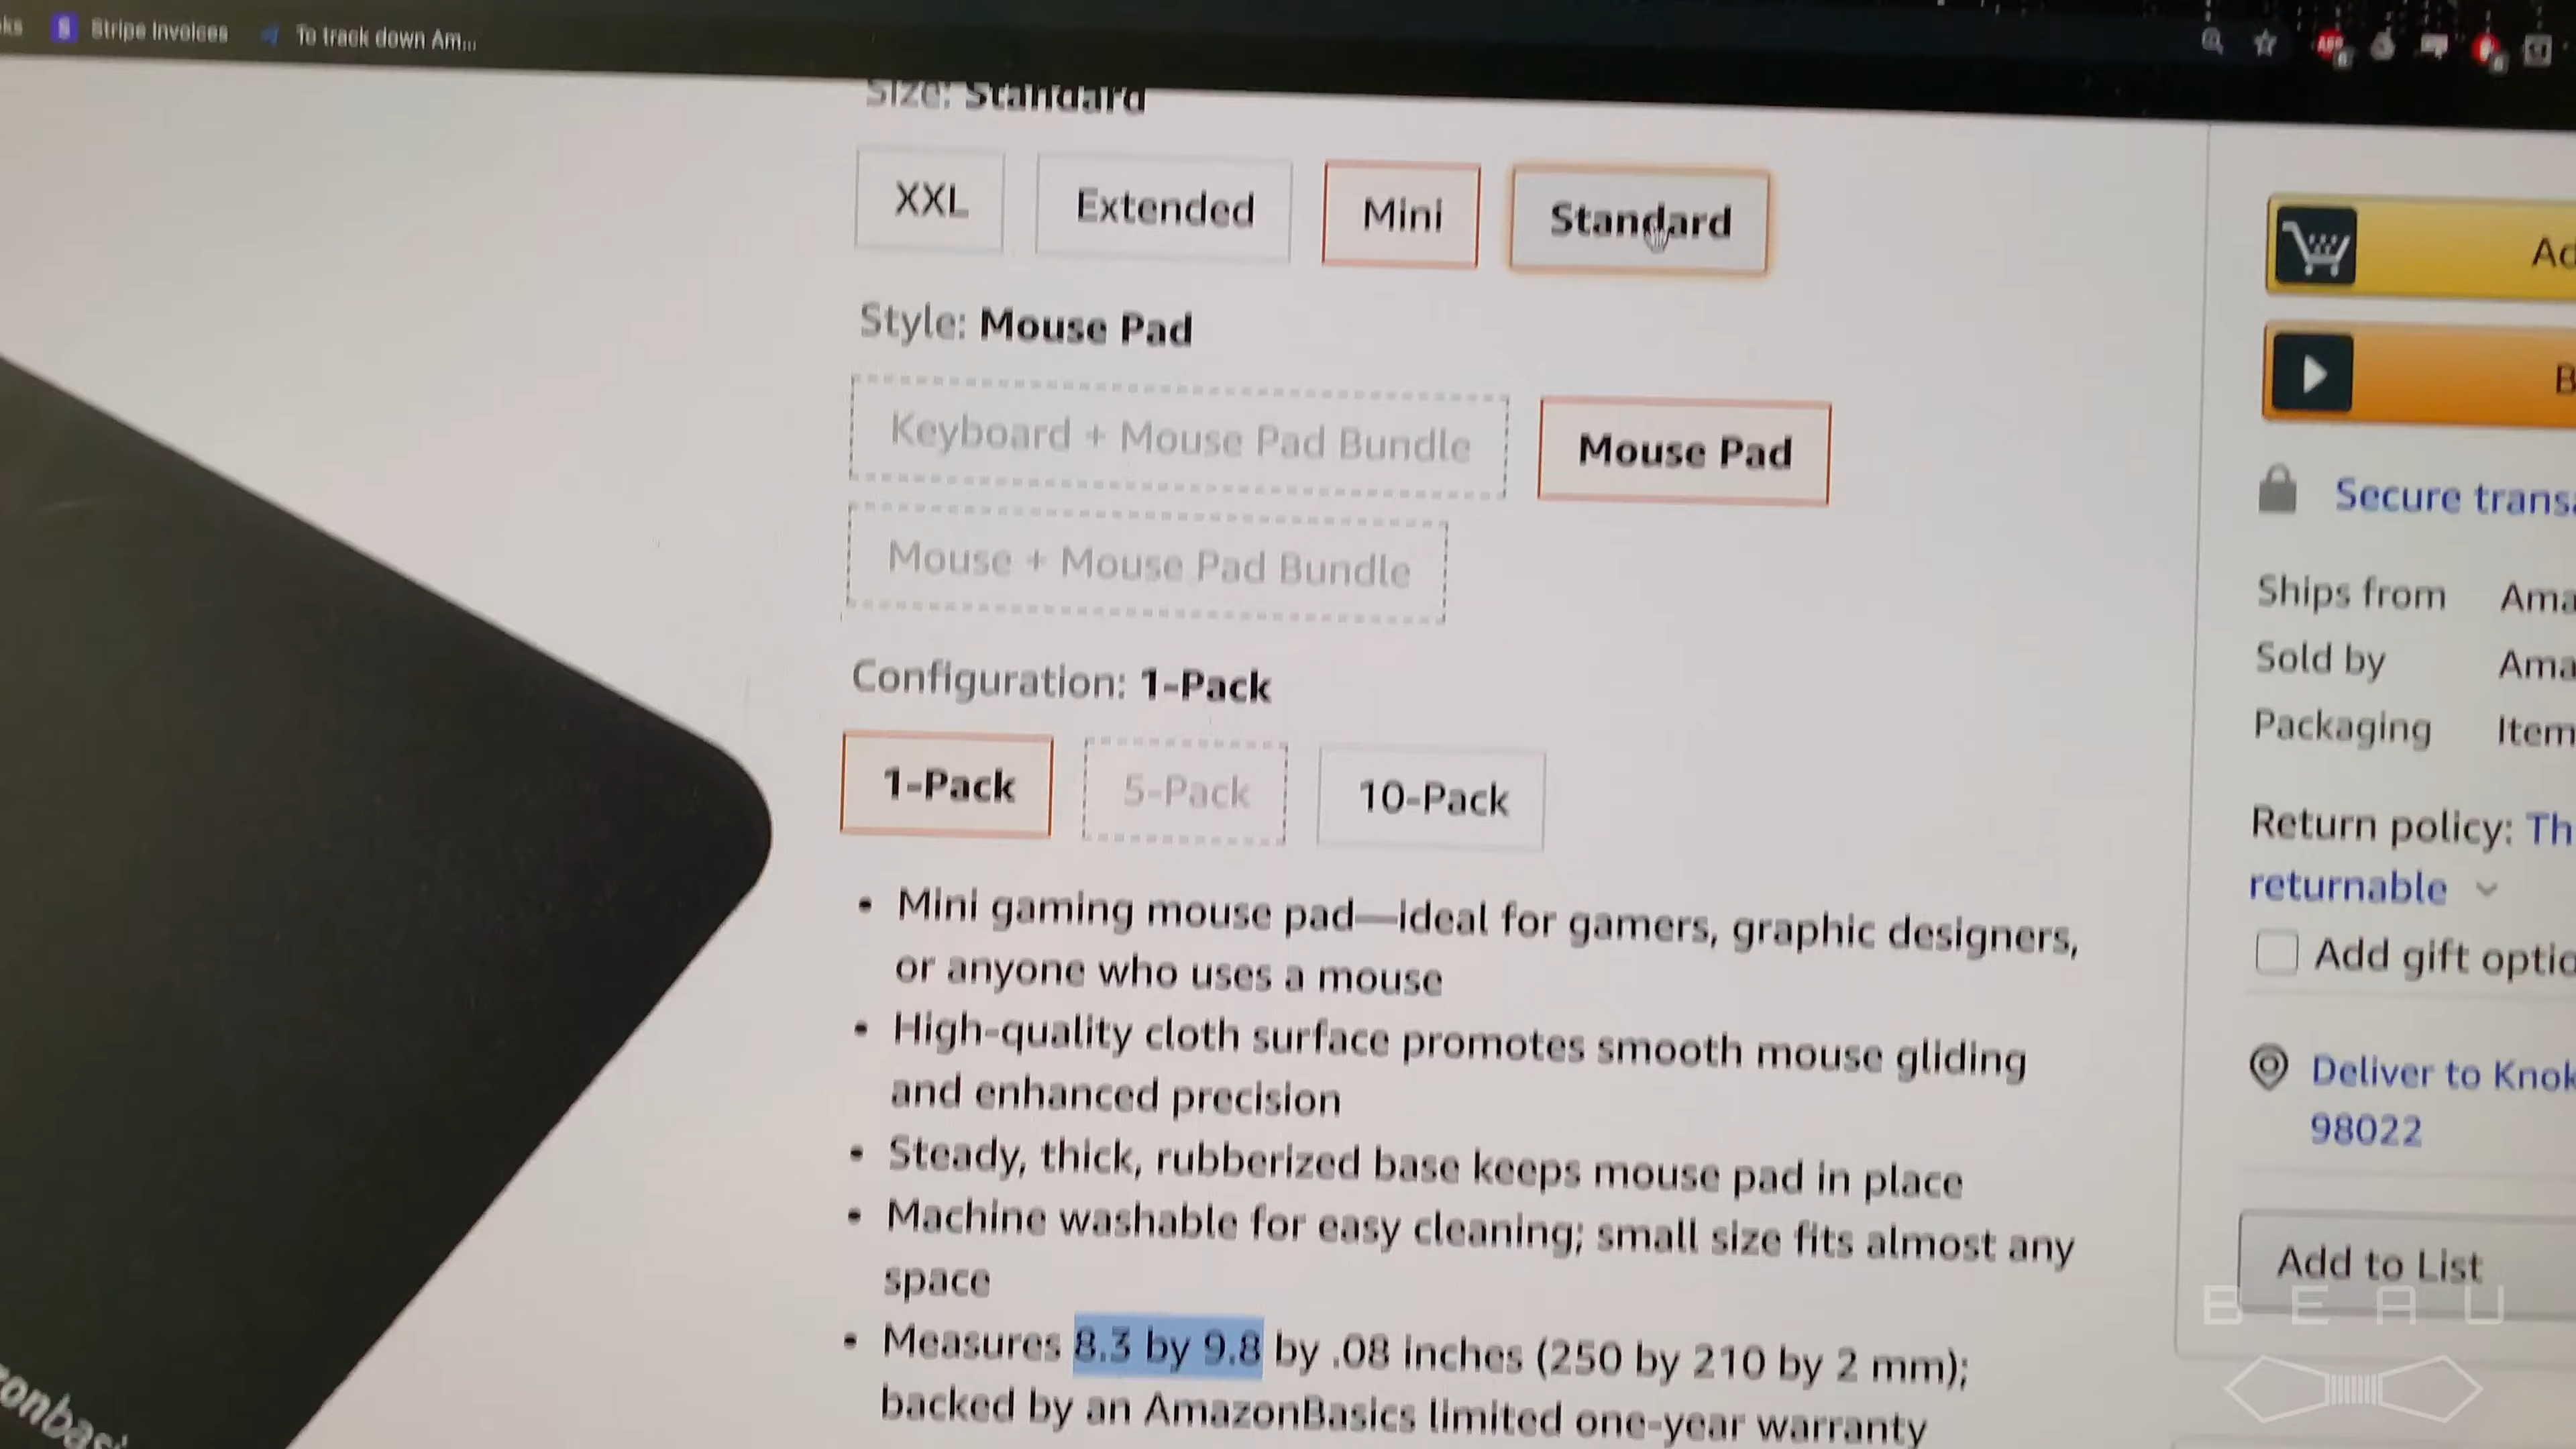 Stripe Invoices
To track down Am...
Size: Standard
XXL
Extended
Mini
Standard
Style: Mouse Pad
Keyboard + Mouse Pad Bundle
Mouse Pad
Mouse + Mouse Pad Bundle
Configuration: 1-Pack
1-Pack
5-Pack
10-Pack
• Mini gaming mouse pad—ideal for gamers, graphic designers,
or anyone who uses a mouse
• High-quality cloth surface promotes smooth mouse gliding
and enhanced precision
• Steady, thick, rubberized base keeps mouse pad in place
• Machine washable for easy cleaning; small size fits almost any
space
• Measures 8.3 by 9.8 by .08 inches (250 by 210 by 2 mm);
backed by an AmazonBasics limited one-year warranty
Secure trans
Ships from Ama
Sold by Ama
Packaging Item
Return policy: Th
returnable
Add gift optio
Deliver to Knok
98022
Add to List
BEAU